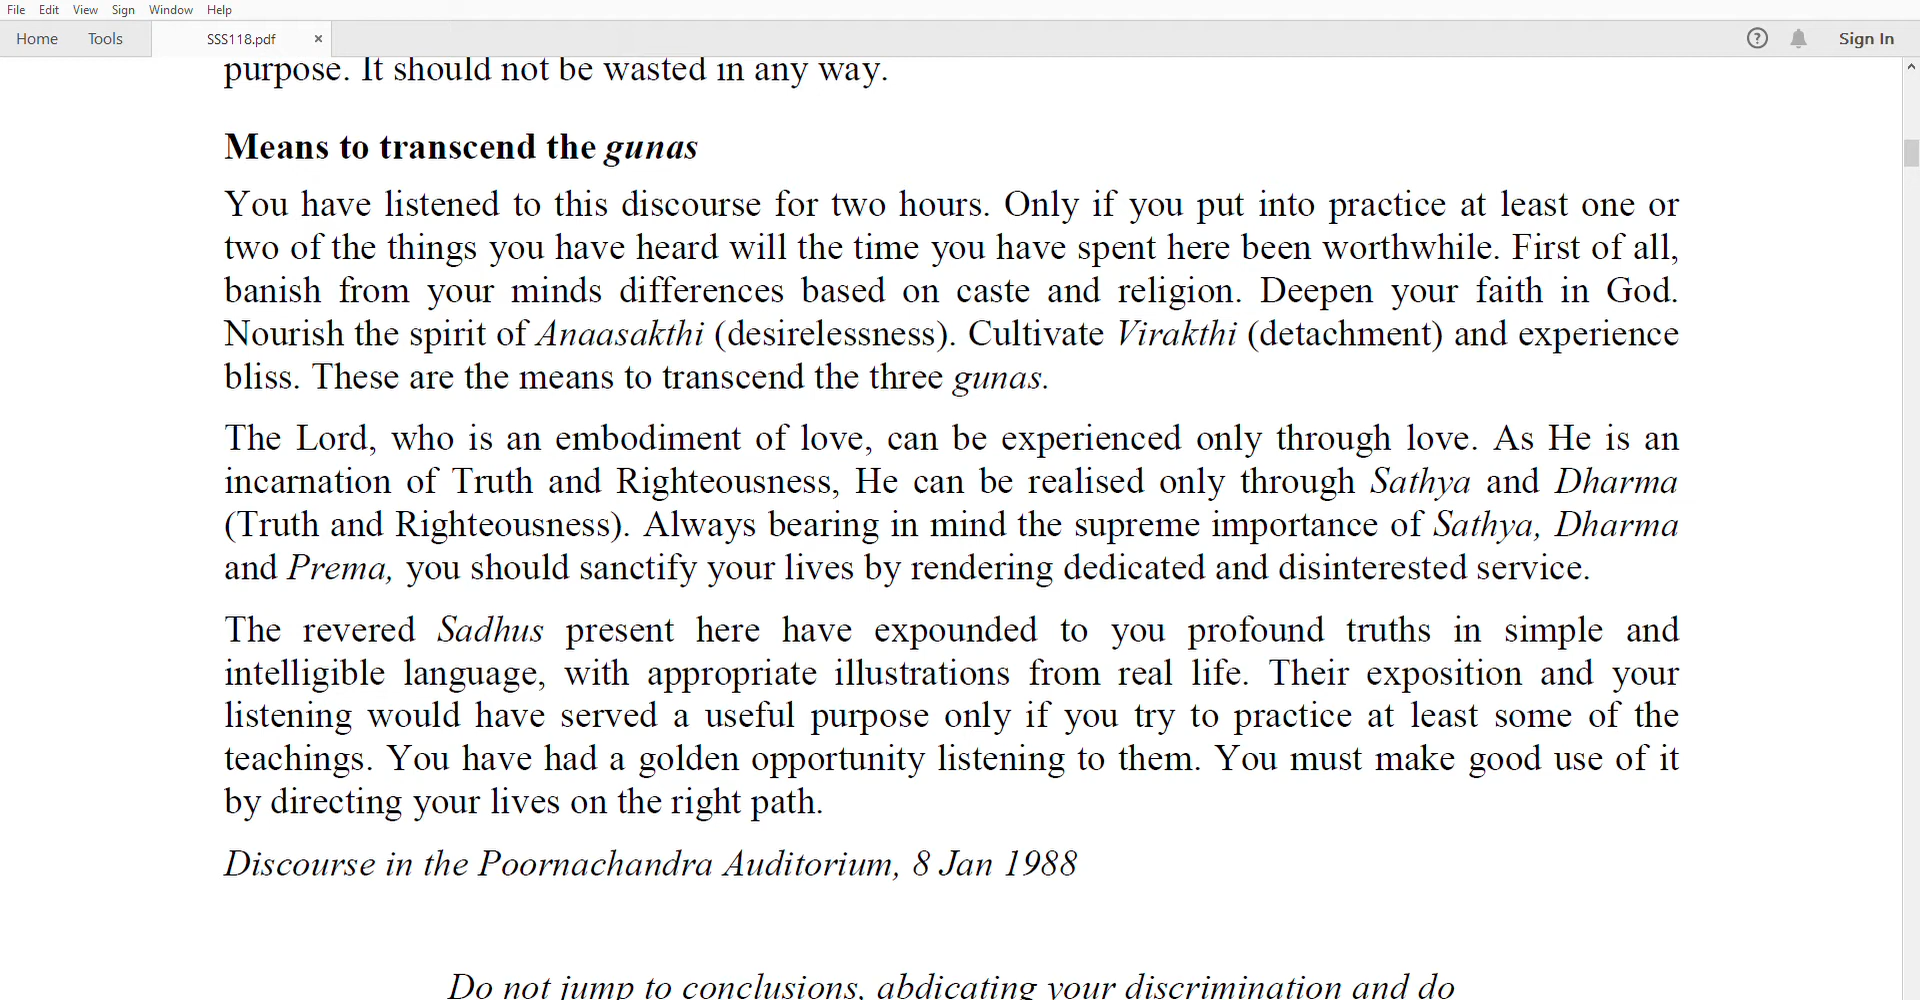 File Edit View Sign Window Help
Home Tools SSS118.pdf × ? Sign In
purpose. It should not be wasted in any way.
Means to transcend the gunas
You have listened to this discourse for two hours. Only if you put into practice at least one or
two of the things you have heard will the time you have spent here been worthwhile. First of all,
banish from your minds differences based on caste and religion. Deepen your faith in God.
Nourish the spirit of Anaasakthi (desirelessness). Cultivate Virakthi (detachment) and experience
bliss. These are the means to transcend the three gunas.
The Lord, who is an embodiment of love, can be experienced only through love. As He is an
incarnation of Truth and Righteousness, He can be realised only through Sathya and Dharma
(Truth and Righteousness). Always bearing in mind the supreme importance of Sathya, Dharma
and Prema, you should sanctify your lives by rendering dedicated and disinterested service.
The revered Sadhus present here have expounded to you profound truths in simple and
intelligible language, with appropriate illustrations from real life. Their exposition and your
listening would have served a useful purpose only if you try to practice at least some of the
teachings. You have had a golden opportunity listening to them. You must make good use of it
by directing your lives on the right path.
Discourse in the Poornachandra Auditorium, 8 Jan 1988
Do not jump to conclusions, abdicating your discrimination and do